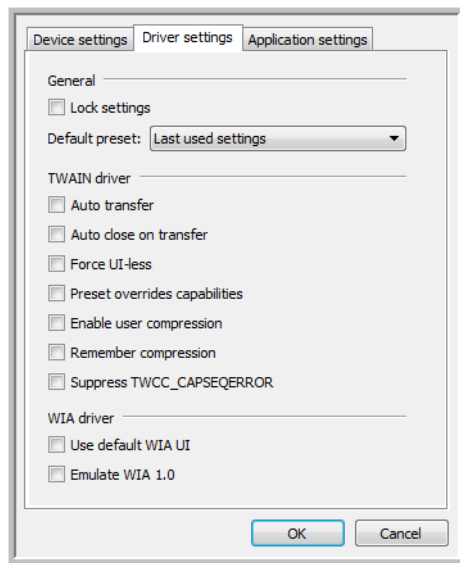 Device settings Driver settings Application settings
General
Lock settings
Default preset: Last used settings
TWAIN driver
Auto transfer
Auto close on transfer
Force UI-less
Preset overrides capabilities
Enable user compression
Remember compression
Suppress TWCC_CAPSEQERROR
WIA driver
Use default WIA UI
Emulate WIA 1.0
OK Cancel